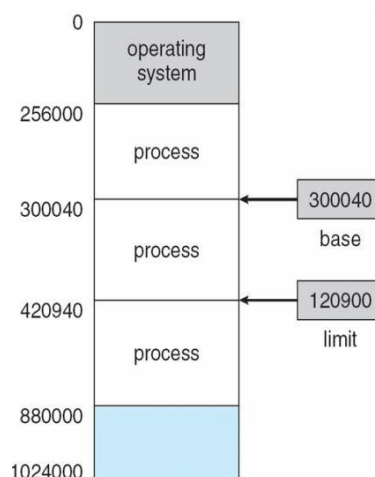 0
operating
system
256000
process
300040
300040
base
process
420940
120900
limit
process
880000
1024000